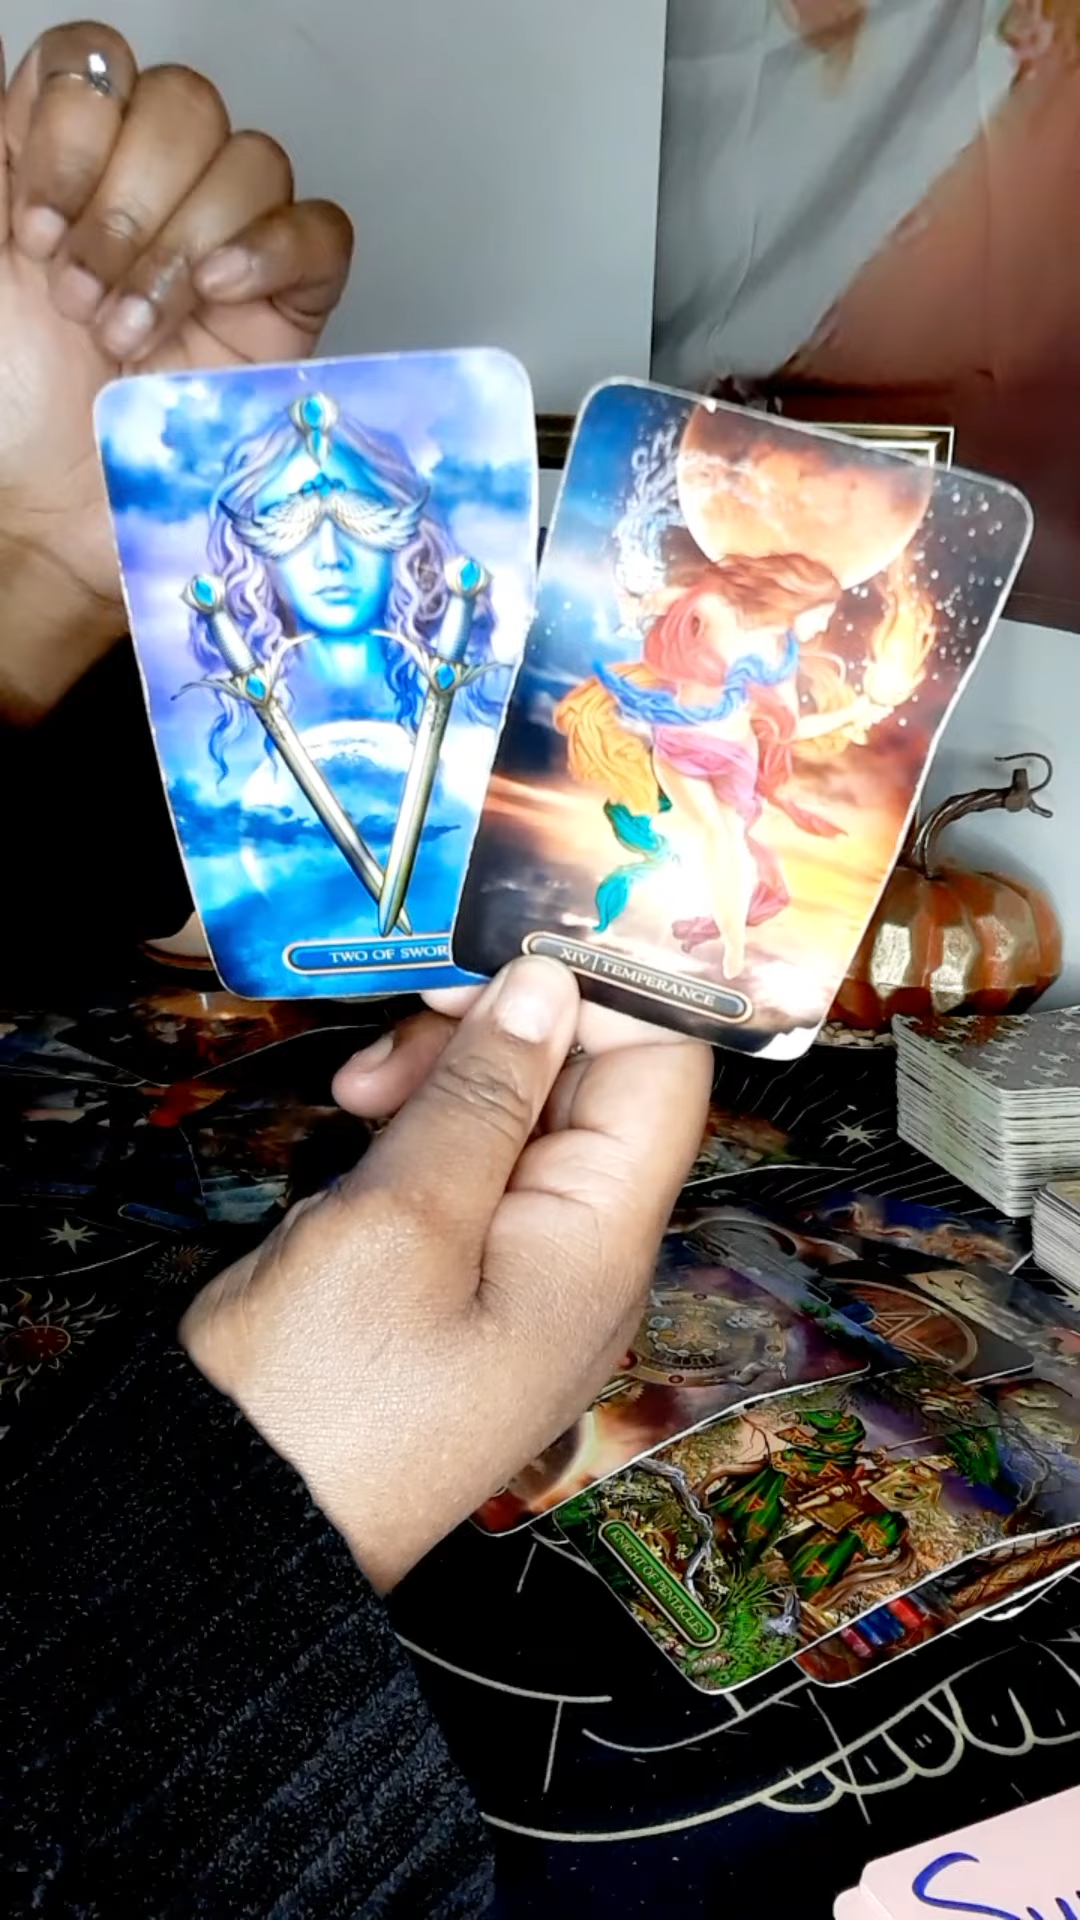 TWO OF SWOR
XIV | TEMPERANCE
KNIGHT OF PENTACLES